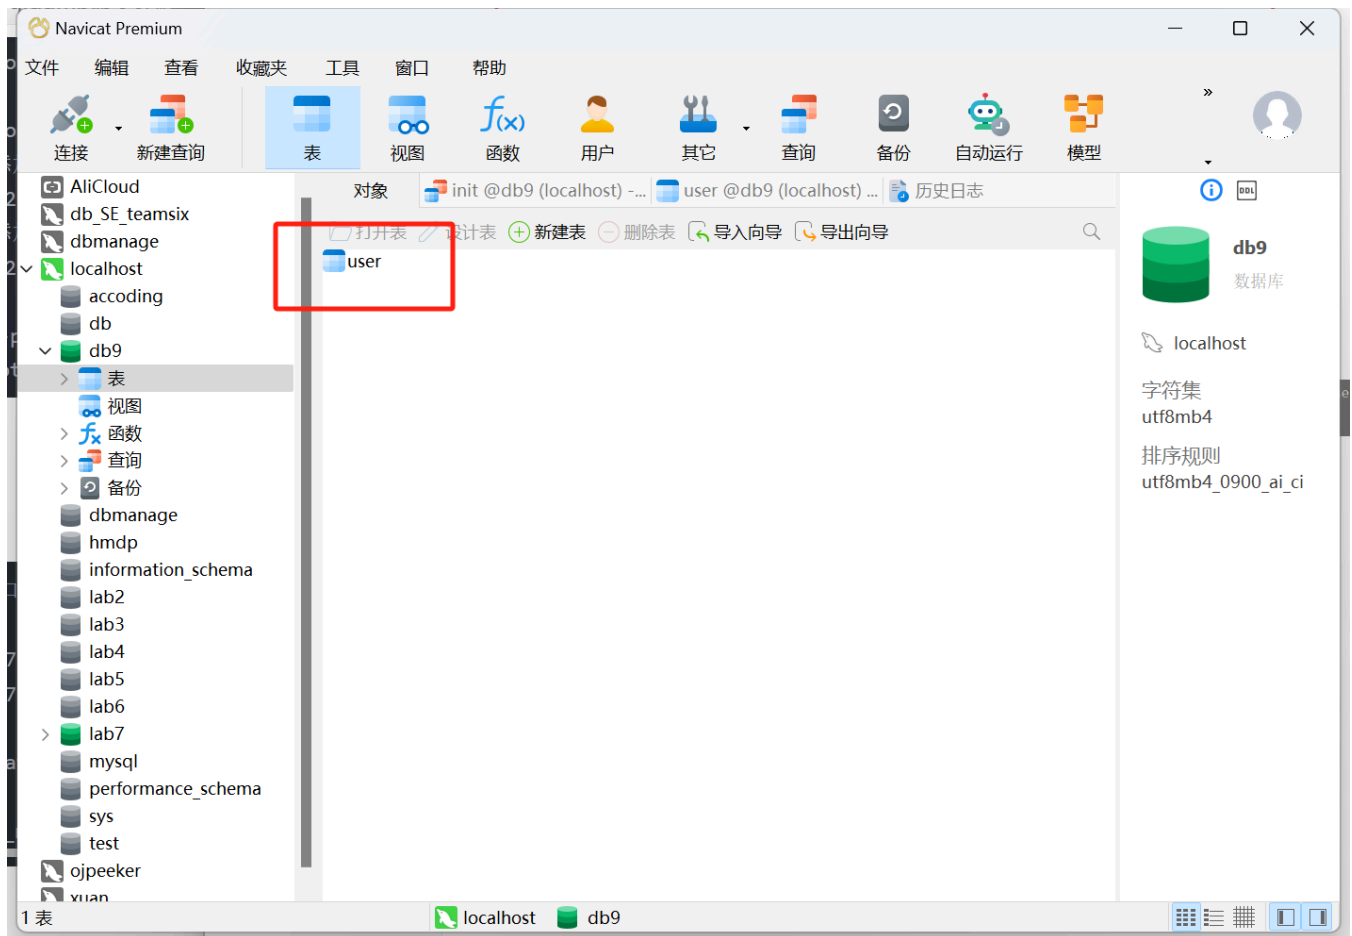 Navicat Premium
文件 编辑 查看 收藏夹 工具 窗口 帮助
连接 新建查询 表 视图 函数 用户 其它 查询 备份 自动运行 模型
AliCloud
db_SE_teamsix
dbmanage
localhost
accoding
db
db9
表
视图
函数
查询
备份
dbmanage
hmdp
information_schema
lab2
lab3
lab4
lab5
lab6
lab7
mysql
performance_schema
sys
test
ojpeeker
xuan
对象 init @db9 (localhost) -... user @db9 (localhost) ... 历史日志
打开表 设计表 新建表 删除表 导入向导 导出向导
user
DDL
db9
数据库
localhost
字符集
utf8mb4
排序规则
utf8mb4_0900_ai_ci
1 表 localhost db9